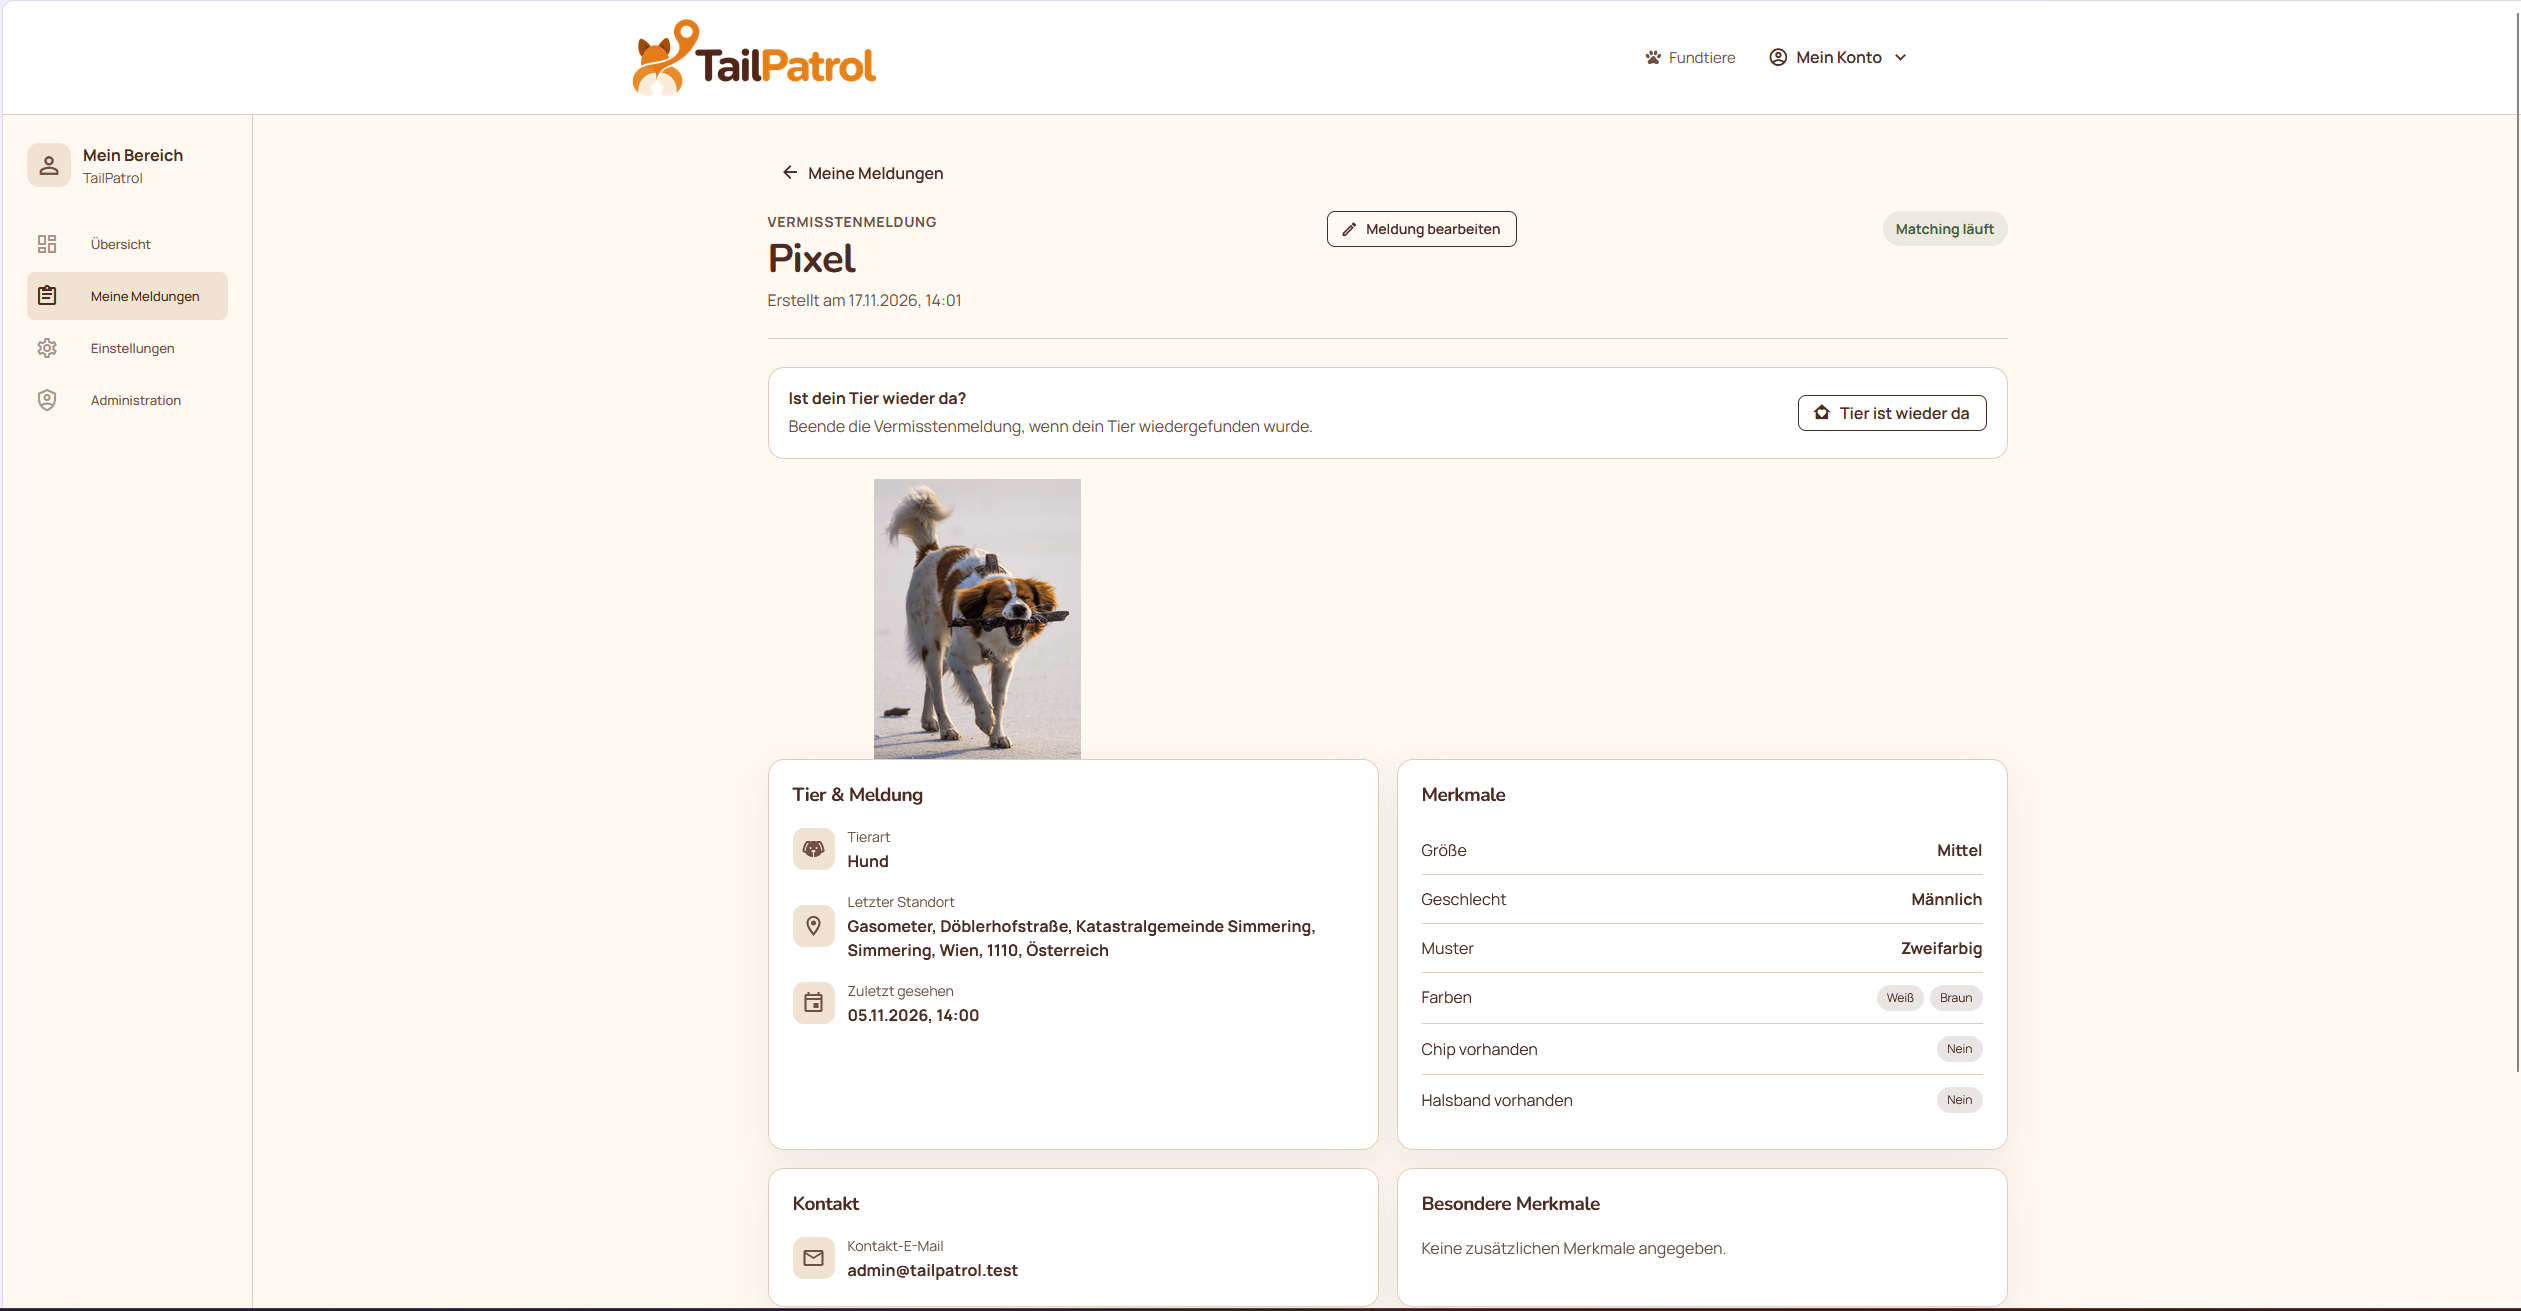 TailPatrol
Fundtiere
Mein Konto
Mein Bereich
TailPatrol
Übersicht
Meine Meldungen
Einstellungen
Administration
Meine Meldungen
VERMISSTENMELDUNG
Pixel
Erstellt am 17.11.2026, 14:01
Meldung bearbeiten
Matching läuft
Ist dein Tier wieder da?
Beende die Vermisstenmeldung, wenn dein Tier wiedergefunden wurde.
Tier ist wieder da
Tier & Meldung
Tierart
Hund
Letzter Standort
Gasometer, Döblerhofstraße, Katastralgemeinde Simmering,
Simmering, Wien, 1110, Österreich
Zuletzt gesehen
05.11.2026, 14:00
Merkmale
Größe Mittel
Geschlecht Männlich
Muster Zweifarbig
Farben Weiß Braun
Chip vorhanden Nein
Halsband vorhanden Nein
Kontakt
Kontakt-E-Mail
admin@tailpatrol.test
Besondere Merkmale
Keine zusätzlichen Merkmale angegeben.